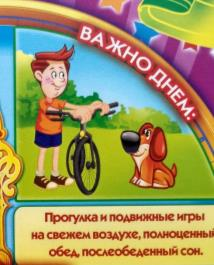 ВАЖНО ДНЕМ:
Прогулка и подвижные игры
на свежем воздухе, полноценный
обед, послеобеденный сон.